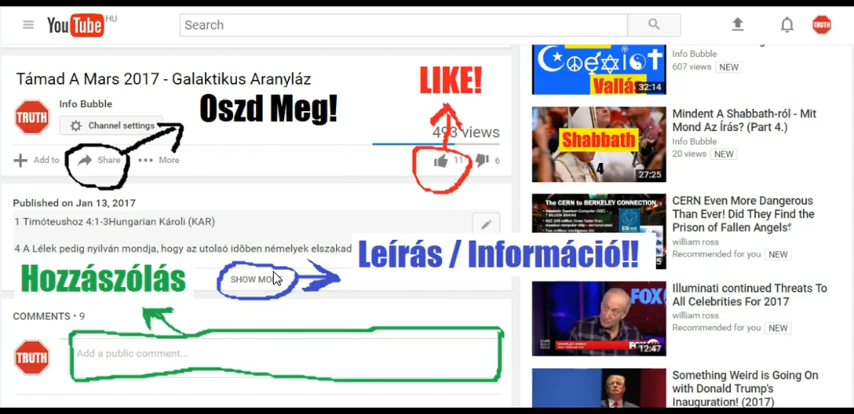 YouTube HU
Search
TRUTH
Támad A Mars 2017 - Galaktikus Aranyláz
TRUTH
Info Bubble
Channel settings
Oszd Meg!
LIKE!
493 views
Add to
Share
More
11
6
Published on Jan 13, 2017
1 Timóteushoz 4:1-3Hungarian Károli (KAR)
4 A Lélek pedig nyilván mondja, hogy az utolsó időben némelyek elszakad
Leírás / Információ!!
Hozzászólás
SHOW MO
COMMENTS • 9
TRUTH
Add a public comment...
Vallás
32:14
Info Bubble
607 views NEW
Shabbath
4
27:25
Mindent A Shabbath-ról - Mit
Mond Az Írás? (Part 4.)
Info Bubble
20 views NEW
The CERN to BERKELEY CONNECTION
CERN Even More Dangerous
Than Ever! Did They Find the
Prison of Fallen Angels"
william ross
Recommended for you NEW
FOX
12:47
Illuminati continued Threats To
All Celebrities For 2017
william ross
Recommended for you NEW
Something Weird is Going On
with Donald Trump's
Inauguration! (2017)